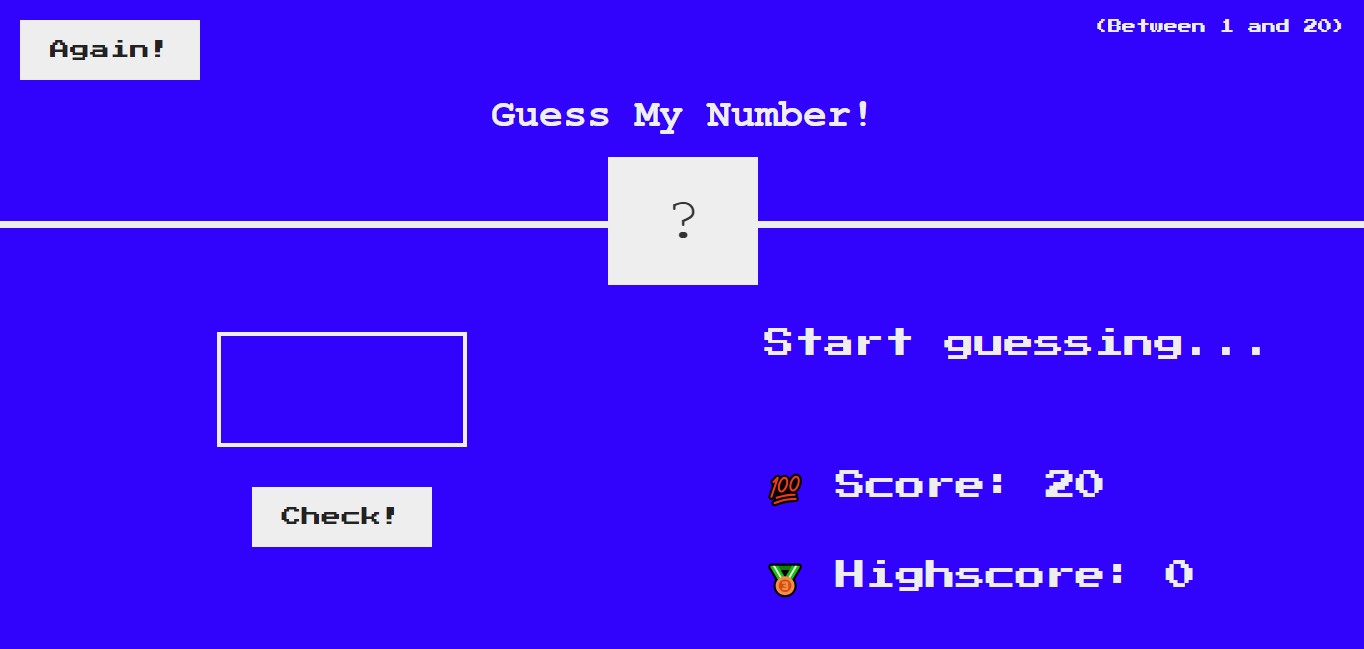 Again!
(Between 1 and 20)
Guess My Number!
?
Start guessing...
Check!
💯 Score: 20
🥉 Highscore: 0